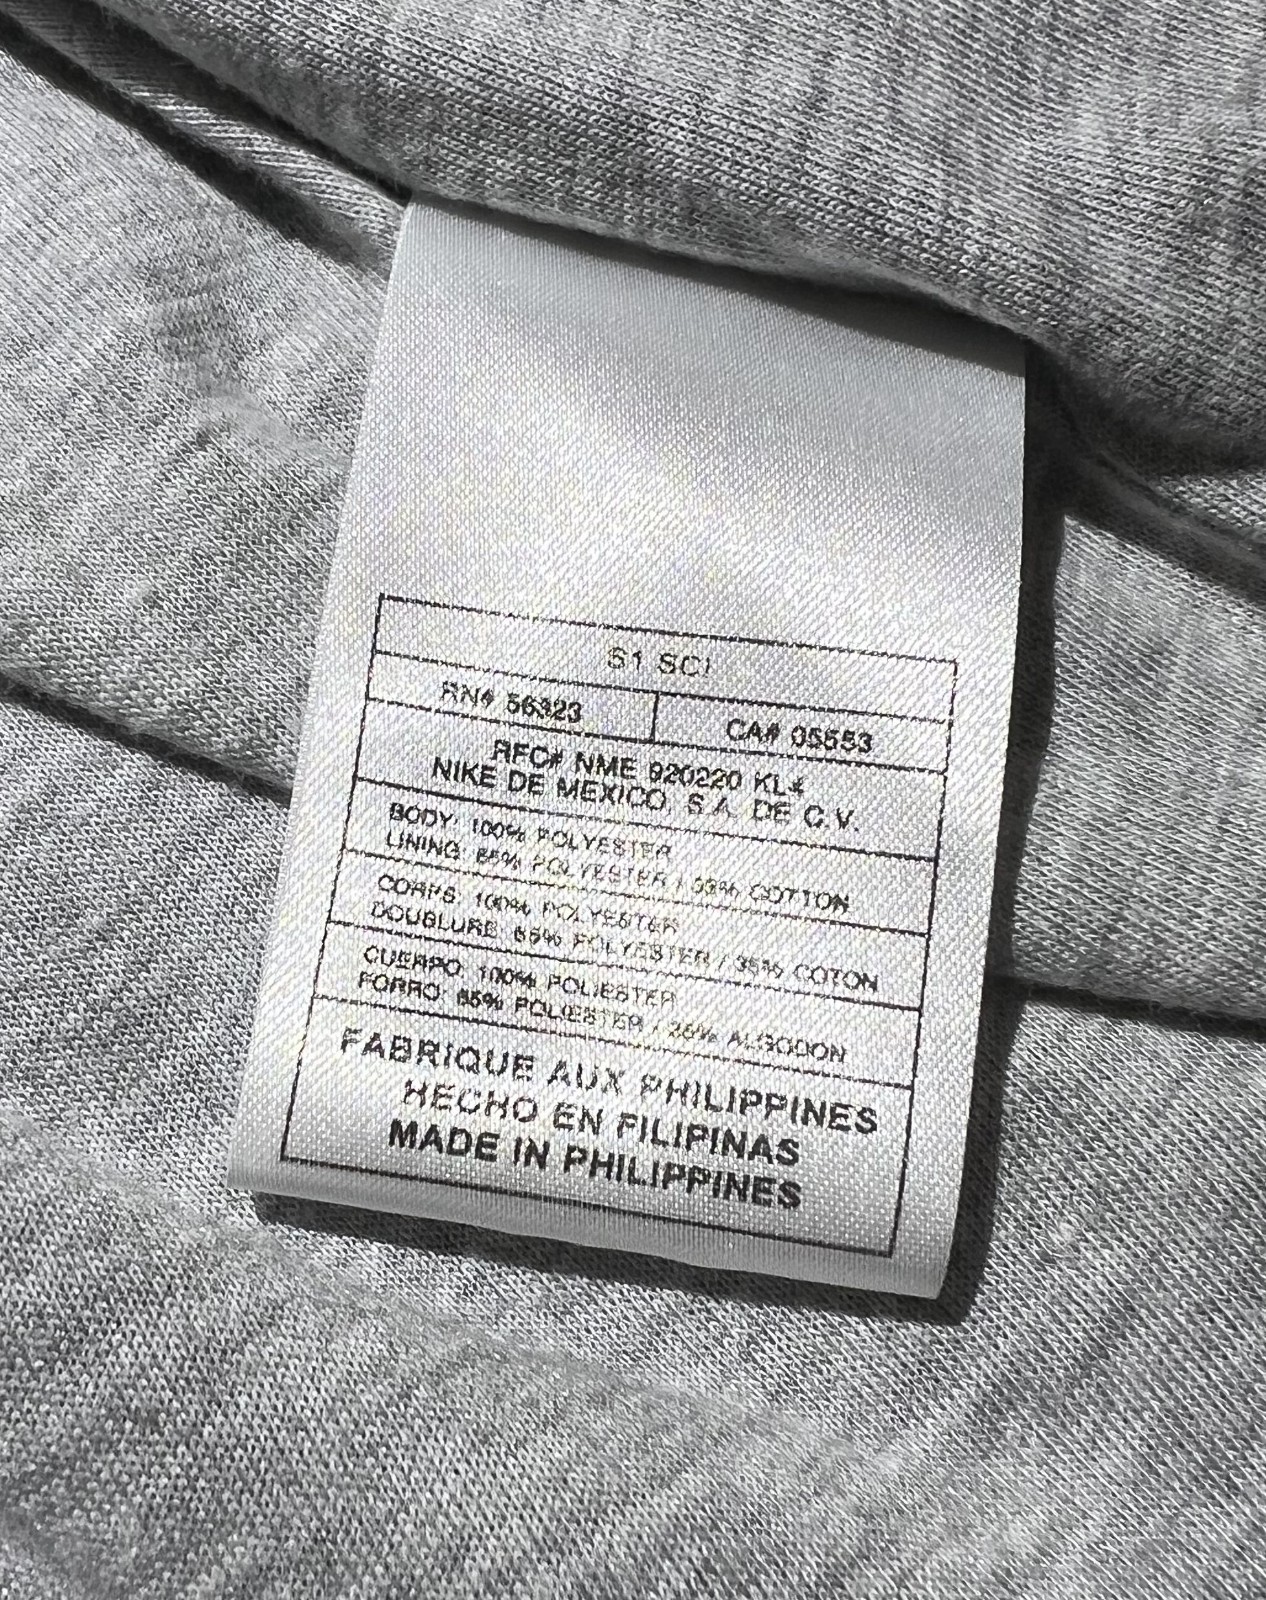 S1 SCI
RN# 56323
CA# 05553
RFC# NME 920220 KL4
NIKE DE MEXICO, S.A. DE C.V.
BODY: 100% POLYESTER
LINING: 65% POLYESTER / 35% COTTON
CORPS: 100% POLYESTER
DOUBLURE: 65% POLYESTER / 35% COTON
CUERPO: 100% POLIESTER
FORRO: 65% POLIESTER / 35% ALGODON
FABRIQUE AUX PHILIPPINES
HECHO EN FILIPINAS
MADE IN PHILIPPINES